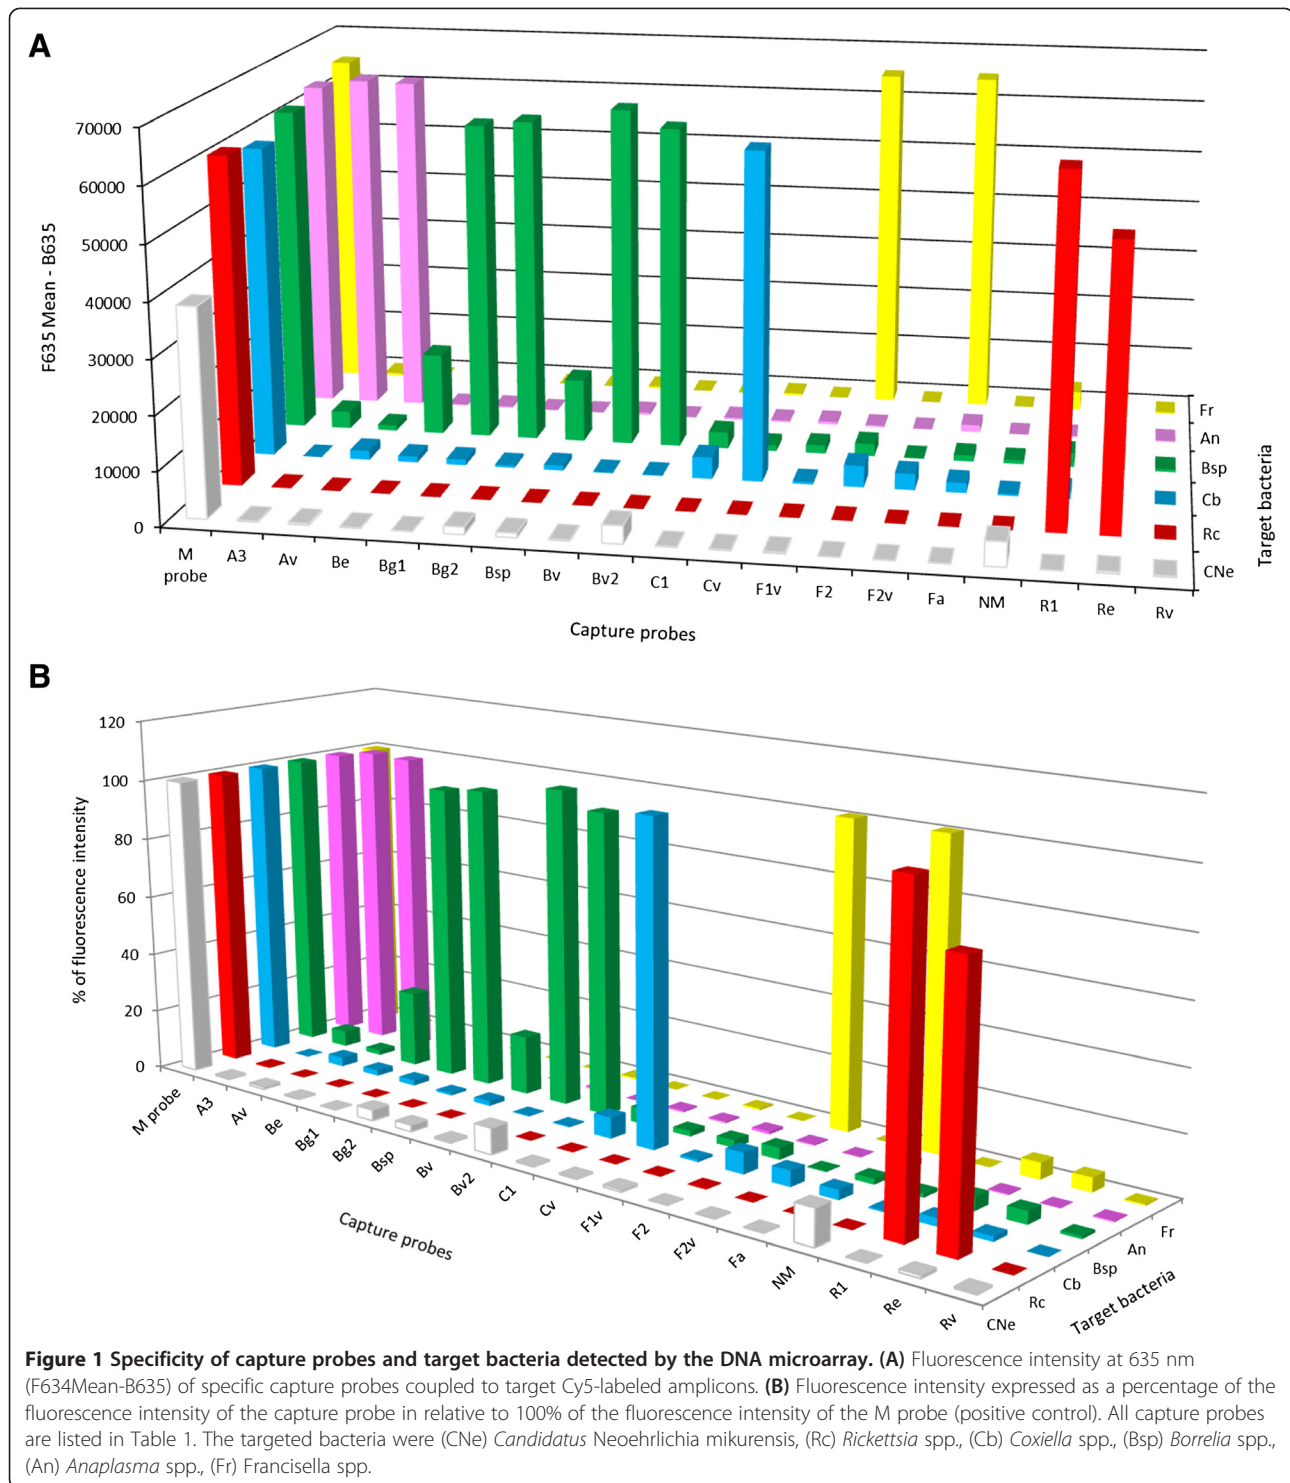 A
70000
60000
50000
40000
30000
20000
10000
0
F635 Mean - B635
M probe
A3
Av
Be
Bg1
Bg2
Bsp
Bv
Bv2
C1
Cv
F1v
F2
F2v
Fa
NM
R1
Re
Rv
Capture probes
Fr
An
Bsp
Cb
Rc
CNe
Target bacteria
B
120
100
80
60
40
20
0
% of fluorescence intensity
M probe
A3
Av
Be
Bg1
Bg2
Bsp
Bv
Bv2
C1
Cv
F1v
F2
F2v
Fa
NM
R1
Re
Rv
Capture probes
Fr
An
Bsp
Cb
Rc
CNe
Target bacteria
Figure 1 Specificity of capture probes and target bacteria detected by the DNA microarray. (A) Fluorescence intensity at 635 nm
(F634Mean-B635) of specific capture probes coupled to target Cy5-labeled amplicons. (B) Fluorescence intensity expressed as a percentage of the
fluorescence intensity of the capture probe in relative to 100% of the fluorescence intensity of the M probe (positive control). All capture probes
are listed in Table 1. The targeted bacteria were (CNe) Candidatus Neoehrlichia mikurensis, (Rc) Rickettsia spp., (Cb) Coxiella spp., (Bsp) Borrelia spp.,
(An) Anaplasma spp., (Fr) Francisella spp.